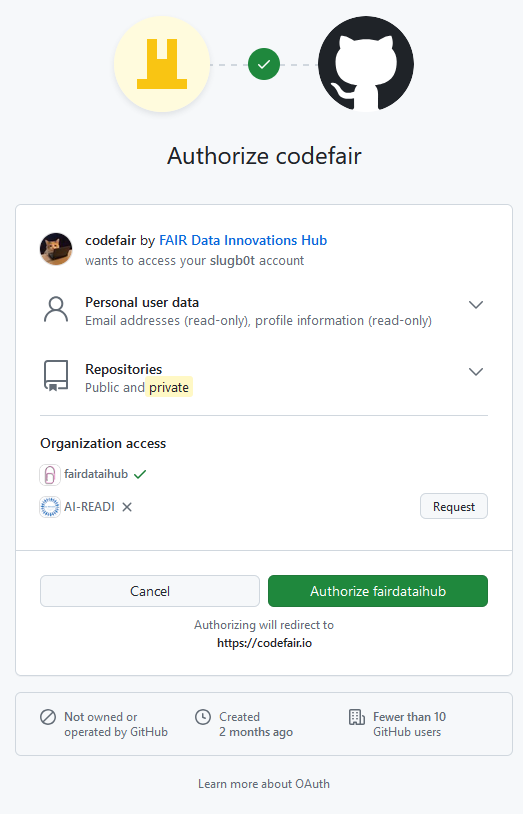 Authorize codefair
codefair by FAIR Data Innovations Hub
wants to access your slugb0t account
Personal user data
Email addresses (read-only), profile information (read-only)
Repositories
Public and private
Organization access
fairdataihub
AI-READI
Request
Cancel
Authorize fairdataihub
Authorizing will redirect to
https://codefair.io
Not owned or
operated by GitHub
Created
2 months ago
Fewer than 10
GitHub users
Learn more about OAuth